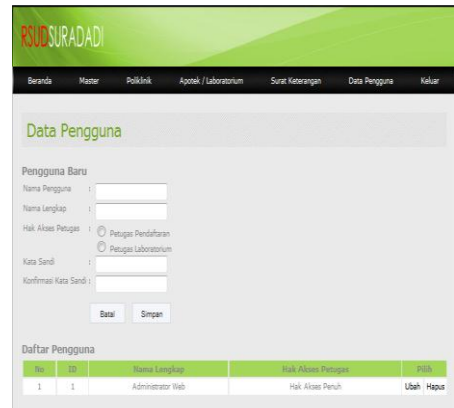 RSUDSURADADI
Beranda Master Poliklinik Apotek / Laboratorium Surat Keterangan Data Pengguna Keluar
Data Pengguna
Pengguna Baru
Nama Pengguna :
Nama Lengkap :
Hak Akses Petugas : Petugas Pendaftaran
Petugas Laboratorium
Kata Sandi :
Konfirmasi Kata Sandi :
Batal Simpan
Daftar Pengguna
No ID Nama Lengkap Hak Akses Petugas Pilih
1 1 Administrator Web Hak Akses Penuh Ubah Hapus